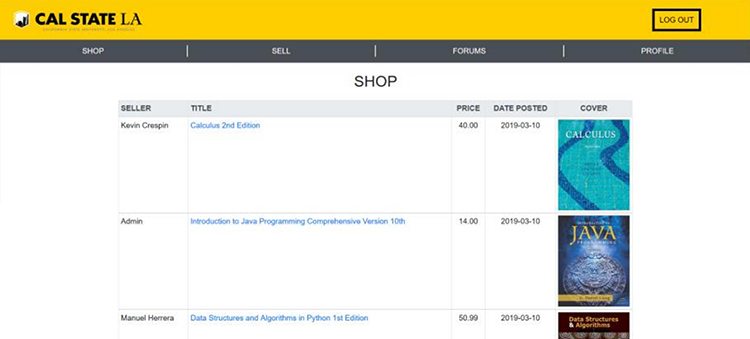 CAL STATE LA
CALIFORNIA STATE UNIVERSITY, LOS ANGELES
LOG OUT
SHOP SELL FORUMS PROFILE
SHOP
SELLER TITLE PRICE DATE POSTED COVER
Kevin Crespin Calculus 2nd Edition 40.00 2019-03-10
CALCULUS
Admin Introduction to Java Programming Comprehensive Version 10th 14.00 2019-03-10
JAVA
PROGRAMMING
Manuel Herrera Data Structures and Algorithms in Python 1st Edition 50.99 2019-03-10
Data Structures
& Algorithms